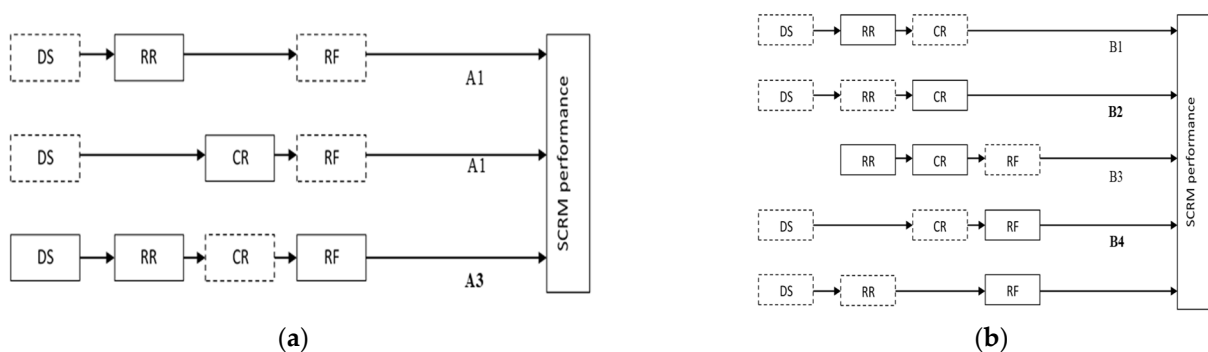 DS RR RF A1
DS CR RF A1
DS RR CR RF A3
SCRM performance
(a)
DS RR CR B1
DS RR CR B2
RR CR RF B3
DS CR RF B4
DS RR RF
SCRM performance
(b)